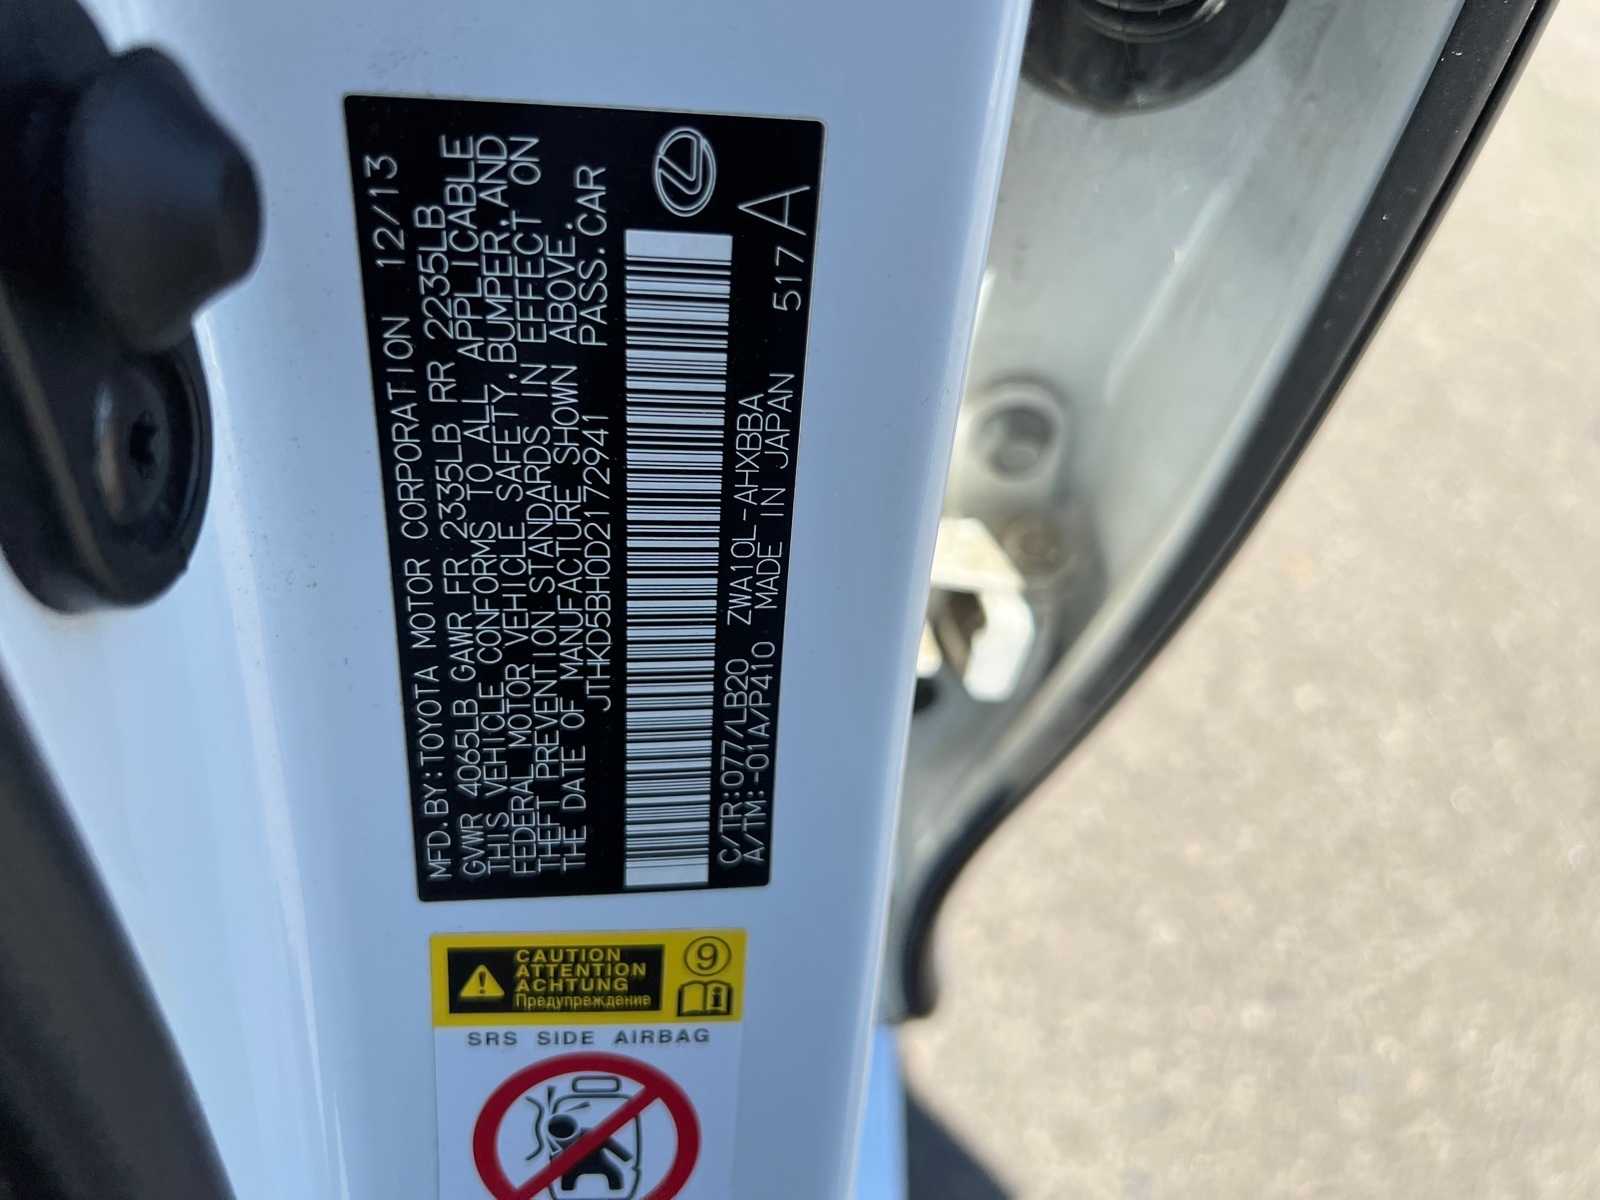 MFD.BY:TOYOTA MOTOR CORPORATION 12/13
GVWR 4065LB GAWR FR 2335LB RR 2235LB
THIS VEHICLE CONFORMS TO ALL APPLICABLE
FEDERAL MOTOR VEHICLE SAFETY,BUMPER,AND
THEFT PREVENTION STANDARDS IN EFFECT ON
THE DATE OF MANUFACTURE SHOWN ABOVE.
JTHKD5BH0D2172941 PASS.CAR
C/TR:077/LB20 ZWA10L-AHXBBA
A/TM:-01A/P410 MADE IN JAPAN 517A
CAUTION
ATTENTION
ACHTUNG
Предупреждение
9
i
SRS SIDE AIRBAG